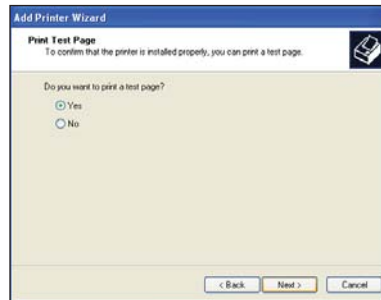 Add Printer Wizard
Print Test Page
To confirm that the printer is installed properly, you can print a test page.
Do you want to print a test page?
Yes
No
< Back
Next >
Cancel